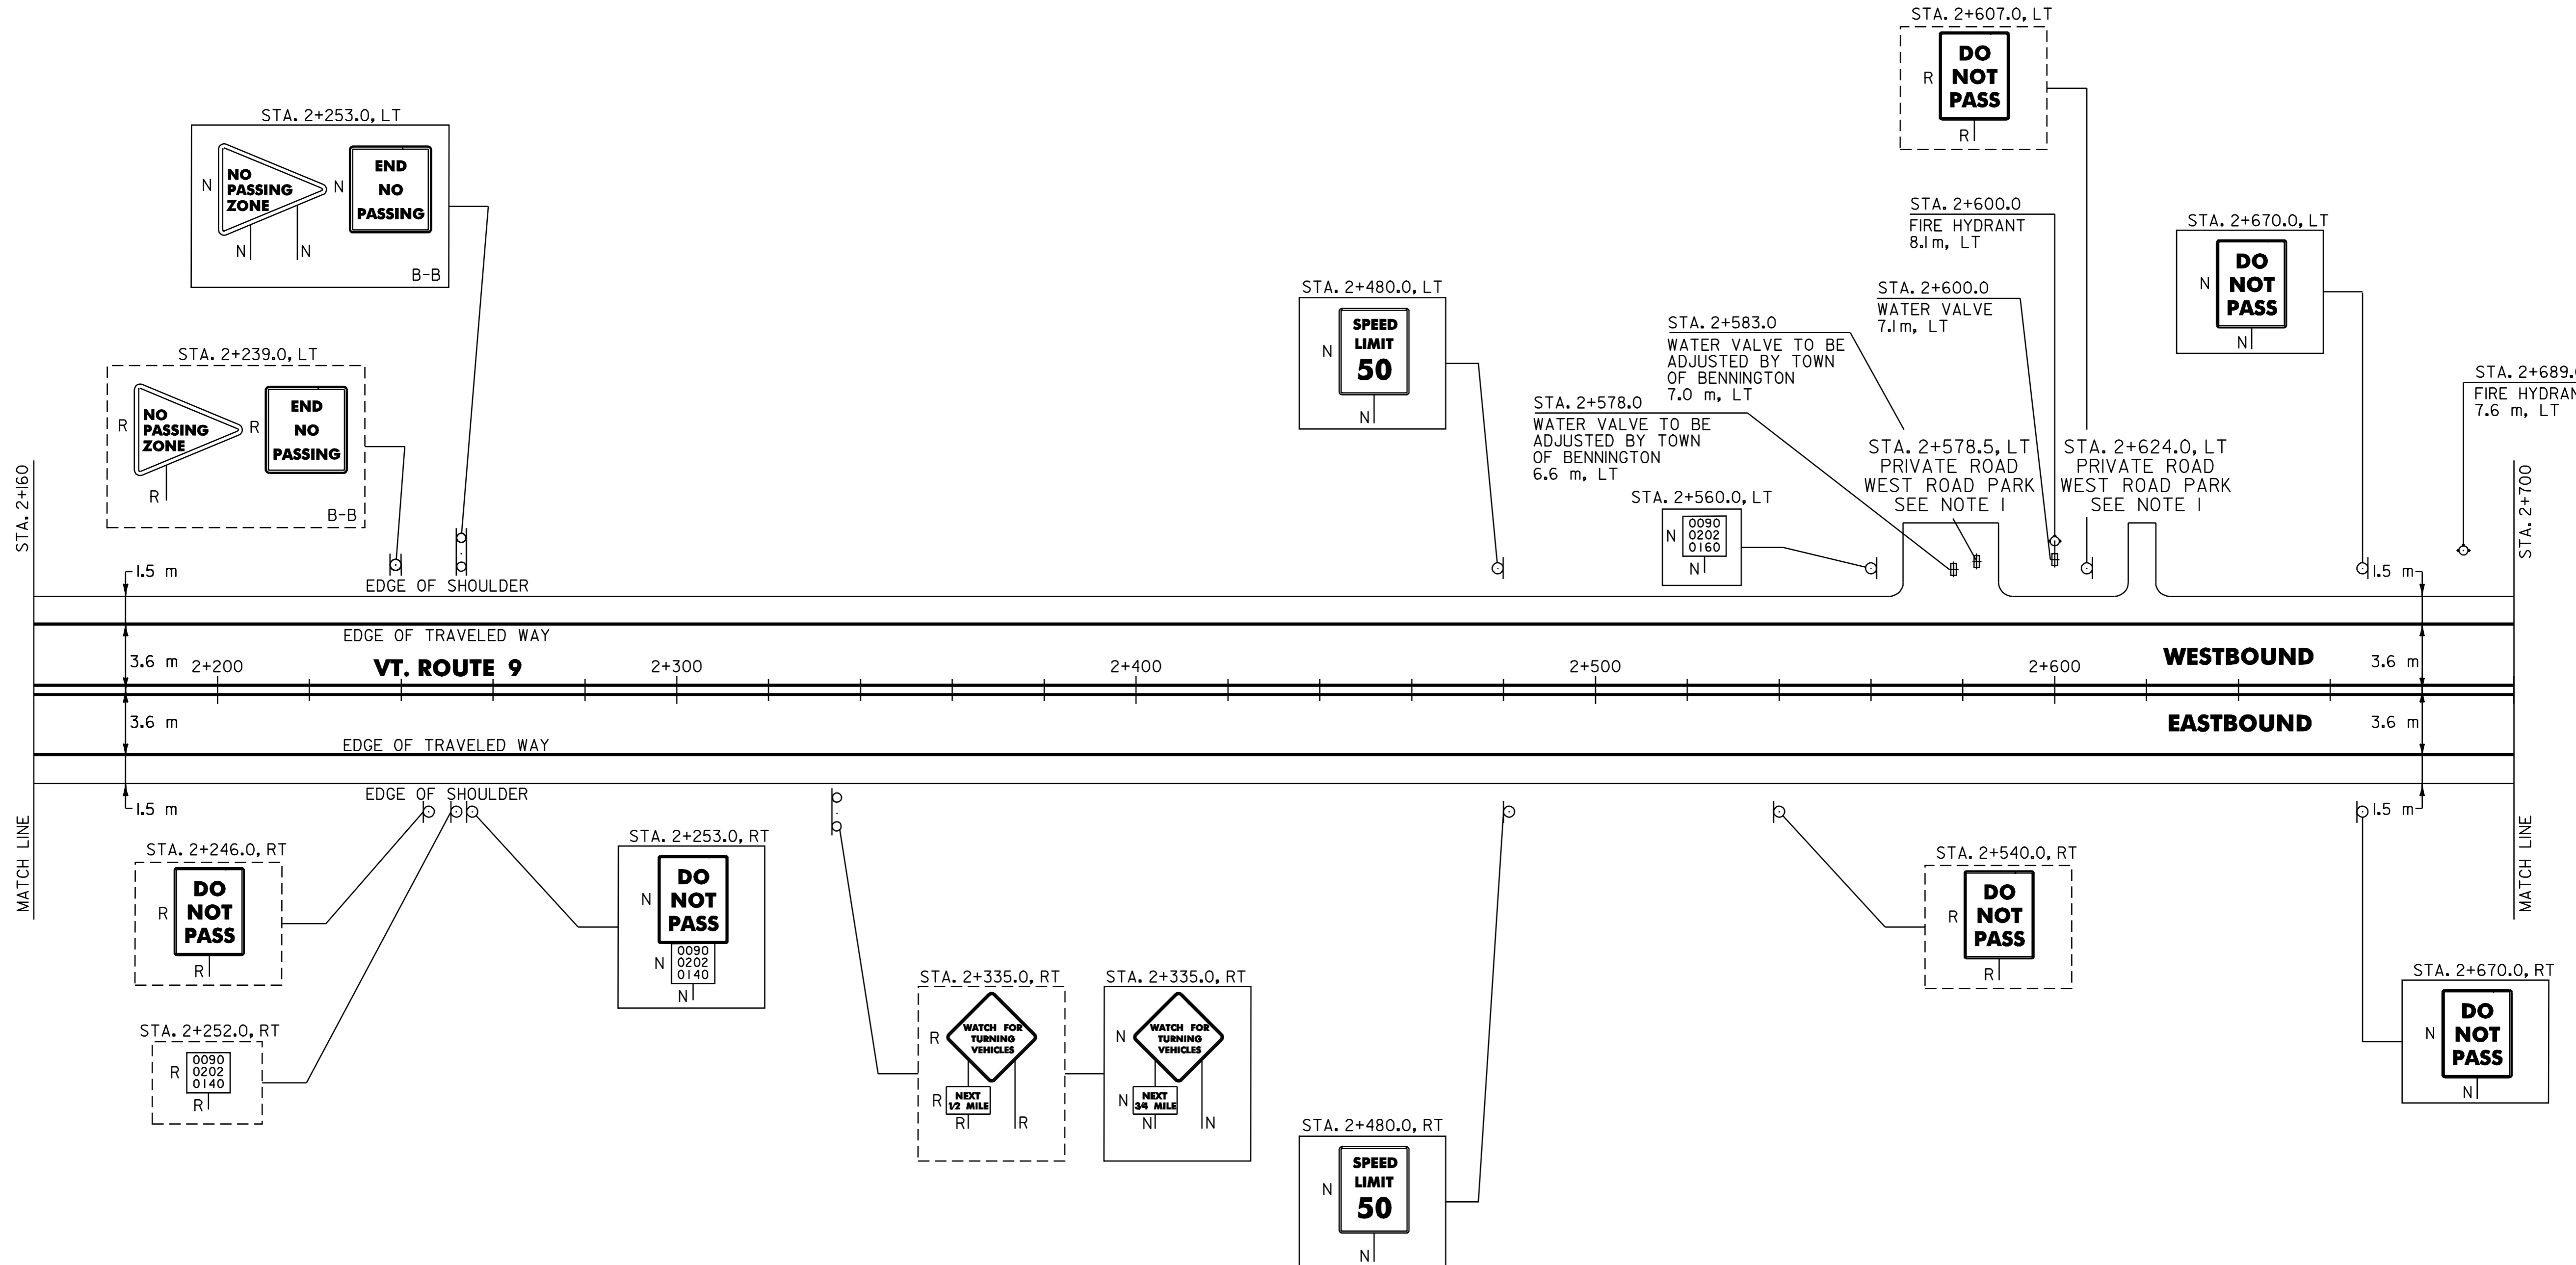 STA. 2+607.0, LT
R
DO
NOT
PASS
R
STA. 2+253.0, LT
N
NO
PASSING
ZONE
N
END
NO
PASSING
N
N
B-B
STA. 2+600.0
FIRE HYDRANT
8.1m, LT
STA. 2+670.0, LT
N
DO
NOT
PASS
N
STA. 2+480.0, LT
N
SPEED
LIMIT
50
N
STA. 2+600.0
WATER VALVE
7.1m, LT
STA. 2+583.0
WATER VALVE TO BE
ADJUSTED BY TOWN
OF BENNINGTON
7.0 m, LT
STA. 2+239.0, LT
R
NO
PASSING
ZONE
R
END
NO
PASSING
R
B-B
STA. 2+689.
FIRE HYDRAN
7.6 m, LT
STA. 2+578.0
WATER VALVE TO BE
ADJUSTED BY TOWN
OF BENNINGTON
6.6 m, LT
STA. 2+578.5, LT
PRIVATE ROAD
WEST ROAD PARK
SEE NOTE 1
STA. 2+624.0, LT
PRIVATE ROAD
WEST ROAD PARK
SEE NOTE 1
STA. 2+560.0, LT
N
0090
0202
0160
N
STA. 2+160
STA. 2+700
1.5 m
EDGE OF SHOULDER
1.5 m
EDGE OF TRAVELED WAY
3.6 m
2+200
VT. ROUTE 9
2+300
2+400
2+500
2+600
WESTBOUND
3.6 m
3.6 m
EASTBOUND
3.6 m
EDGE OF TRAVELED WAY
EDGE OF SHOULDER
1.5 m
1.5 m
MATCH LINE
MATCH LINE
STA. 2+246.0, RT
R
DO
NOT
PASS
R
STA. 2+253.0, RT
N
DO
NOT
PASS
N
0090
0202
0140
N
STA. 2+540.0, RT
R
DO
NOT
PASS
R
STA. 2+252.0, RT
R
0090
0202
0140
R
STA. 2+335.0, RT
R
WATCH FOR
TURNING
VEHICLES
R
NEXT
1/2 MILE
R
R
STA. 2+335.0, RT
N
WATCH FOR
TURNING
VEHICLES
N
NEXT
3/4 MILE
N
N
STA. 2+670.0, RT
N
DO
NOT
PASS
N
STA. 2+480.0, RT
N
SPEED
LIMIT
50
N